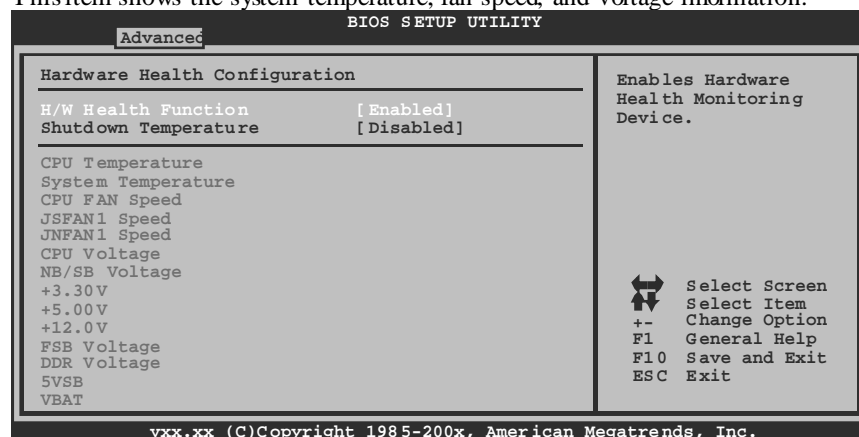 This item shows the system temperature, fan speed, and voltage information.
BIOS SETUP UTILITY
Advanced
Hardware Health Configuration
H/W Health Function [Enabled]
Shutdown Temperature [Disabled]
CPU Temperature
System Temperature
CPU FAN Speed
JSFAN1 Speed
JNFAN1 Speed
CPU Voltage
NB/SB Voltage
+3.30V
+5.00V
+12.0V
FSB Voltage
DDR Voltage
5VSB
VBAT
Enables Hardware
Health Monitoring
Device.
Select Screen
Select Item
+- Change Option
F1 General Help
F10 Save and Exit
ESC Exit
vxx.xx (C)Copyright 1985-200x, American Megatrends, Inc.